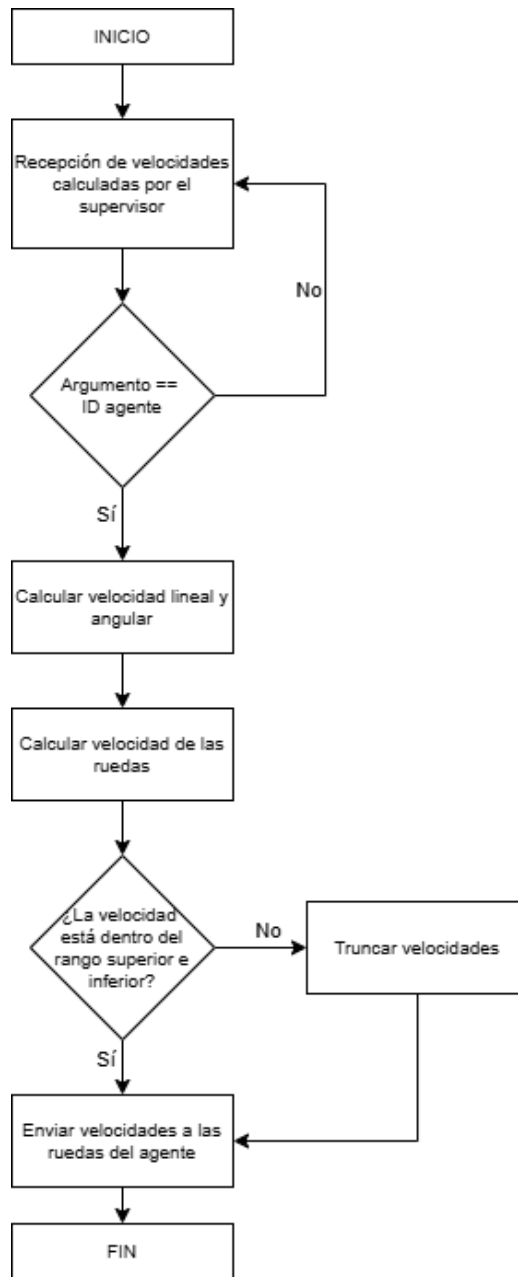 INICIO
Recepción de velocidades
calculadas por el
supervisor
No
Argumento ==
ID agente
Sí
Calcular velocidad lineal y
angular
Calcular velocidad de las
ruedas
¿La velocidad
está dentro del
rango superior e
inferior?
No
Truncar velocidades
Sí
Enviar velocidades a las
ruedas del agente
FIN